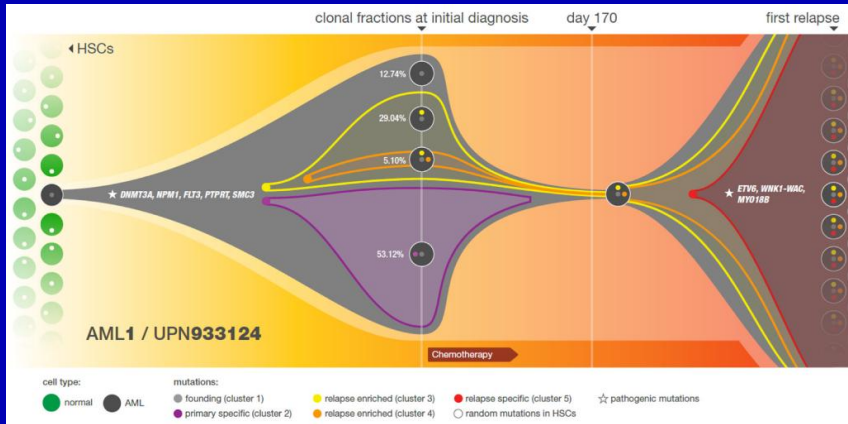 clonal fractions at initial diagnosis
day 170
first relapse
HSCs
12.74%
29.04%
5.10%
DNMT3A, NPM1, FLT3, PTPRT, SMC3
ETV6, WNK1-WAC,
MYO18B
53.12%
AML1 / UPN933124
Chemotherapy
cell type:
normal
AML
mutations:
founding (cluster 1)
primary specific (cluster 2)
relapse enriched (cluster 3)
relapse enriched (cluster 4)
relapse specific (cluster 5)
random mutations in HSCs
pathogenic mutations